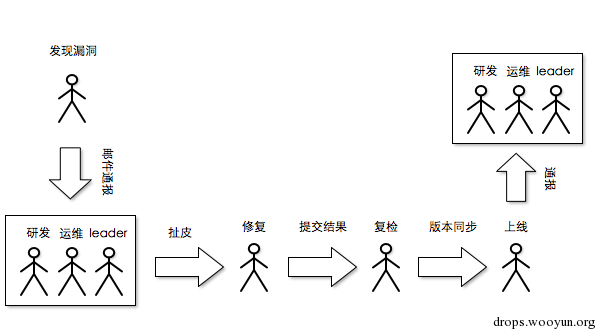 发现漏洞
邮件通报
研发 运维 leader
扯皮
修复
提交结果
复检
版本同步
上线
通报
研发 运维 leader
drops.wooyun.org